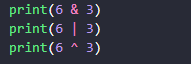 print(6 & 3)
print(6 | 3)
print(6 ^ 3)